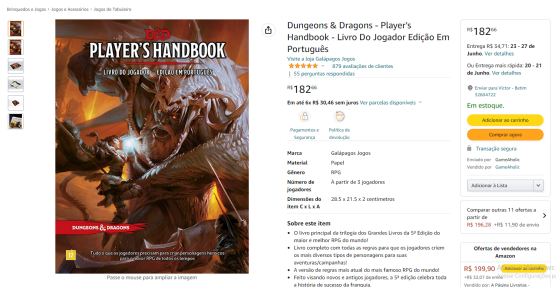 Brinquedos e Jogos › Jogos e Acessórios › Jogos de Tabuleiro
D&D
PLAYER'S HANDBOOK
LIVRO DO JOGADOR EDIÇÃO EM PORTUGUÊS
DUNGEONS & DRAGONS
Tudo o que os jogadores precisam para criar personagens heroicos para o MAIOR RPG de todos os tempos
Passe o mouse para ampliar a imagem
Dungeons & Dragons - Player's
Handbook - Livro Do Jogador Edição Em
Português
Visite a loja Galápagos Jogos
879 avaliações de clientes
| 55 perguntas respondidas
R$ 182 66
Em até 6x R$ 30,46 sem juros Ver parcelas disponíveis
Pagamentos e
Segurança
Política de
devolução
Marca Galápagos Jogos
Material Papel
Gênero RPG
Número de
jogadores
A partir de 3 jogadores
Dimensões do
item C x L x A
28.5 x 21.5 x 2 centímetros
Sobre este item
O livro principal da trilogia dos Grandes Livros da 5ª Edição do
maior e melhor RPG do mundo!
Livro completo com todas as regras para que os jogadores criem
os mais diversos tipos de personagens para suas
aventuras/campanhas!
A versão de regras mais atual do mais famoso RPG do mundo!
Feito visando novos e antigos jogadores, a 5ª edição celebra toda
a história de sucesso da franquia.
R$ 182 66
Entrega R$ 54,71: 23 - 27
de Junho. Ver detalhes
Ou Entrega mais rápida: 20 - 21
de Junho. Ver detalhes
Enviar para Victor - Betim
Em estoque.
Adicionar ao carrinho
Comprar agora
Transação segura
Enviado por GameAholic
Vendido por GameAholic
Adicionar à Lista
Comparar outras 11 ofertas a
partir de
R$ 196,28 +R$ 11,90 de envio
Ofertas de vendedores na
Amazon
R$ 199,90
Adicionar ao carrinho